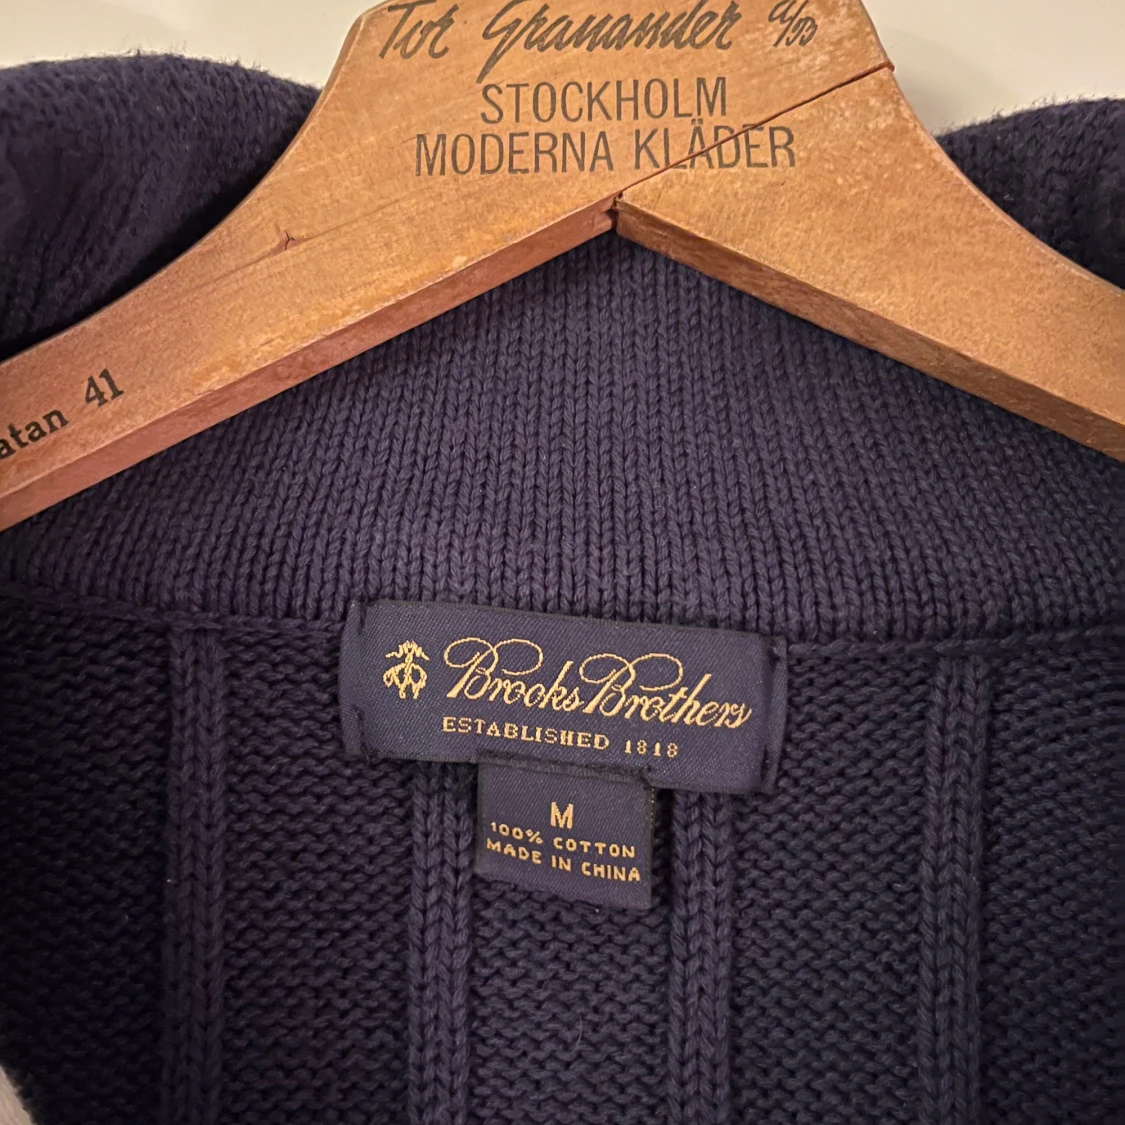 Tor Granander a/b
STOCKHOLM
MODERNA KLÄDER
atan 41
Brooks Brothers
ESTABLISHED 1818
M
100% COTTON
MADE IN CHINA